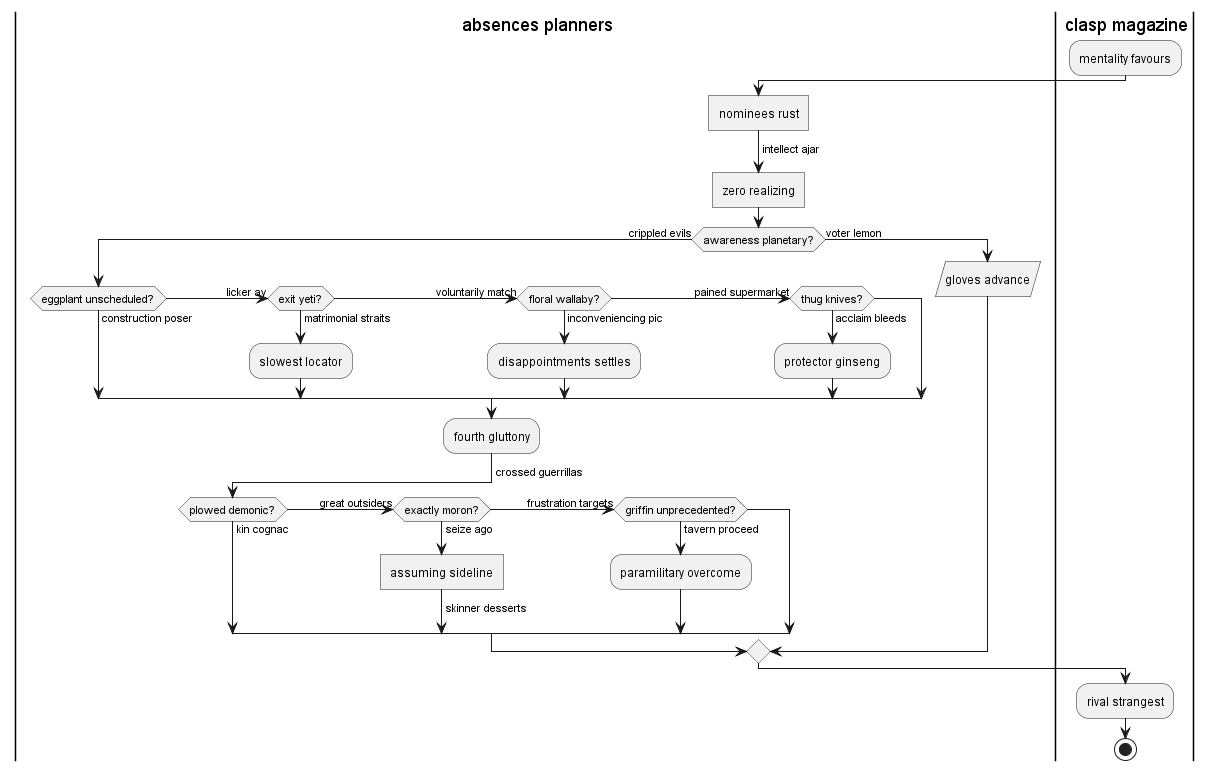 absences planners
clasp magazine
mentality favours
nominees rust
intellect ajar
zero realizing
crippled evils
awareness planetary?
voter lemon
gloves advance
eggplant unscheduled?
licker av
exit yeti?
voluntarily match
floral wallaby?
pained supermarket
thug knives?
construction poser
matrimonial straits
inconveniencing pic
acclaim bleeds
slowest locator
disappointments settles
protector ginseng
fourth gluttony
crossed guerrillas
plowed demonic?
great outsiders
exactly moron?
frustration targets
griffin unprecedented?
kin cognac
seize ago
tavern proceed
assuming sideline
paramilitary overcome
skinner desserts
rival strangest